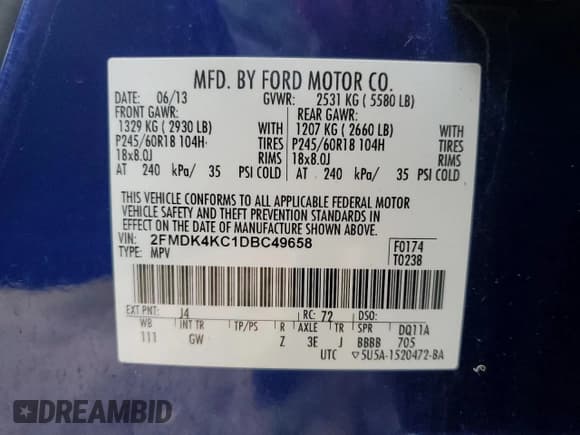 MFD. BY FORD MOTOR CO.
DATE: 06/13 GVWR: 2531 KG ( 5580 LB)
FRONT GAWR: REAR GAWR:
1329 KG ( 2930 LB) WITH 1207 KG ( 2660 LB) WITH
P245/60R18 104H TIRES P245/60R18 104H TIRES
18x8.0J RIMS 18x8.0J RIMS
AT 240 kPa/ 35 PSI COLD AT 240 kPa/ 35 PSI COLD
THIS VEHICLE CONFORMS TO ALL APPLICABLE FEDERAL MOTOR
VEHICLE SAFETY AND THEFT PREVENTION STANDARDS IN
EFFECT ON THE DATE OF MANUFACTURE SHOWN ABOVE.
VIN: 2FMDK4KC1DBC49658 F0174
TYPE: MPV T0238
EXT PNT: J4 RC: 72 DSO:
WB INT TR TP/PS R AXLE TR SPR DQ11A
111 GW Z 3E J BBBB 705
UTC ▽5U5A-1520472-BA
DREAMBID